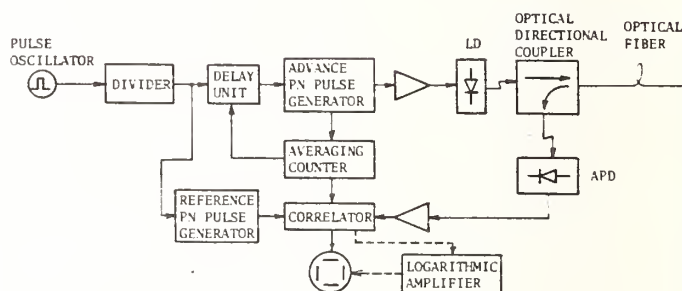 PULSE
OSCILLATOR
DIVIDER
DELAY
UNIT
ADVANCE
PN PULSE
GENERATOR
LD
OPTICAL
DIRECTIONAL
COUPLER
OPTICAL
FIBER
AVERAGING
COUNTER
APD
REFERENCE
PN PULSE
GENERATOR
CORRELATOR
LOGARITHMIC
AMPLIFIER